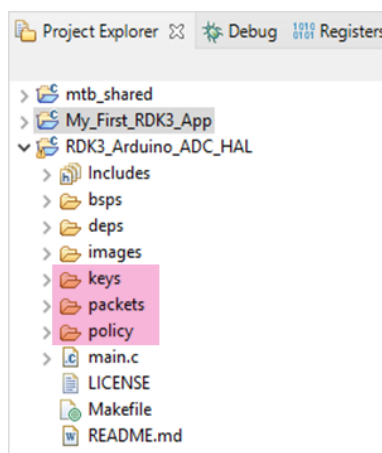 Project Explorer Debug 1010 0101 Registers
mtb_shared
My_First_RDK3_App
RDK3_Arduino_ADC_HAL
Includes
bsps
deps
images
keys
packets
policy
main.c
LICENSE
Makefile
README.md